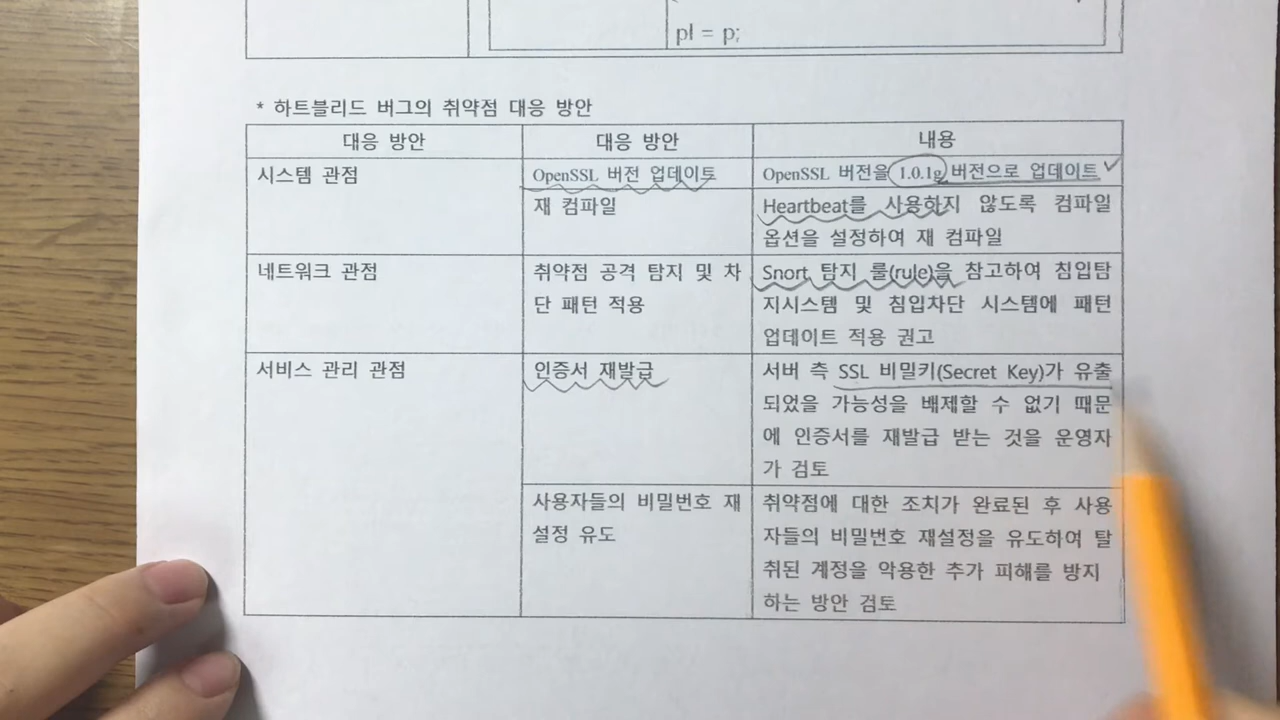 pl = p;
* 하트블리드 버그의 취약점 대응 방안
대응 방안 대응 방안 내용
시스템 관점 OpenSSL 버전 업데이트 OpenSSL 버전을 1.0.1g 버전으로 업데이트
재 컴파일 Heartbeat를 사용하지 않도록 컴파일
옵션을 설정하여 재 컴파일
네트워크 관점 취약점 공격 탐지 및 차 Snort 탐지 룰(rule)을 참고하여 침입탐
단 패턴 적용 지시스템 및 침입차단 시스템에 패턴
업데이트 적용 권고
서비스 관리 관점 인증서 재발급 서버 측 SSL 비밀키(Secret Key)가 유출
되었을 가능성을 배제할 수 없기 때문
에 인증서를 재발급 받는 것을 운영자
가 검토
사용자들의 비밀번호 재 취약점에 대한 조치가 완료된 후 사용
설정 유도 자들의 비밀번호 재설정을 유도하여 탈
취된 계정을 악용한 추가 피해를 방지
하는 방안 검토